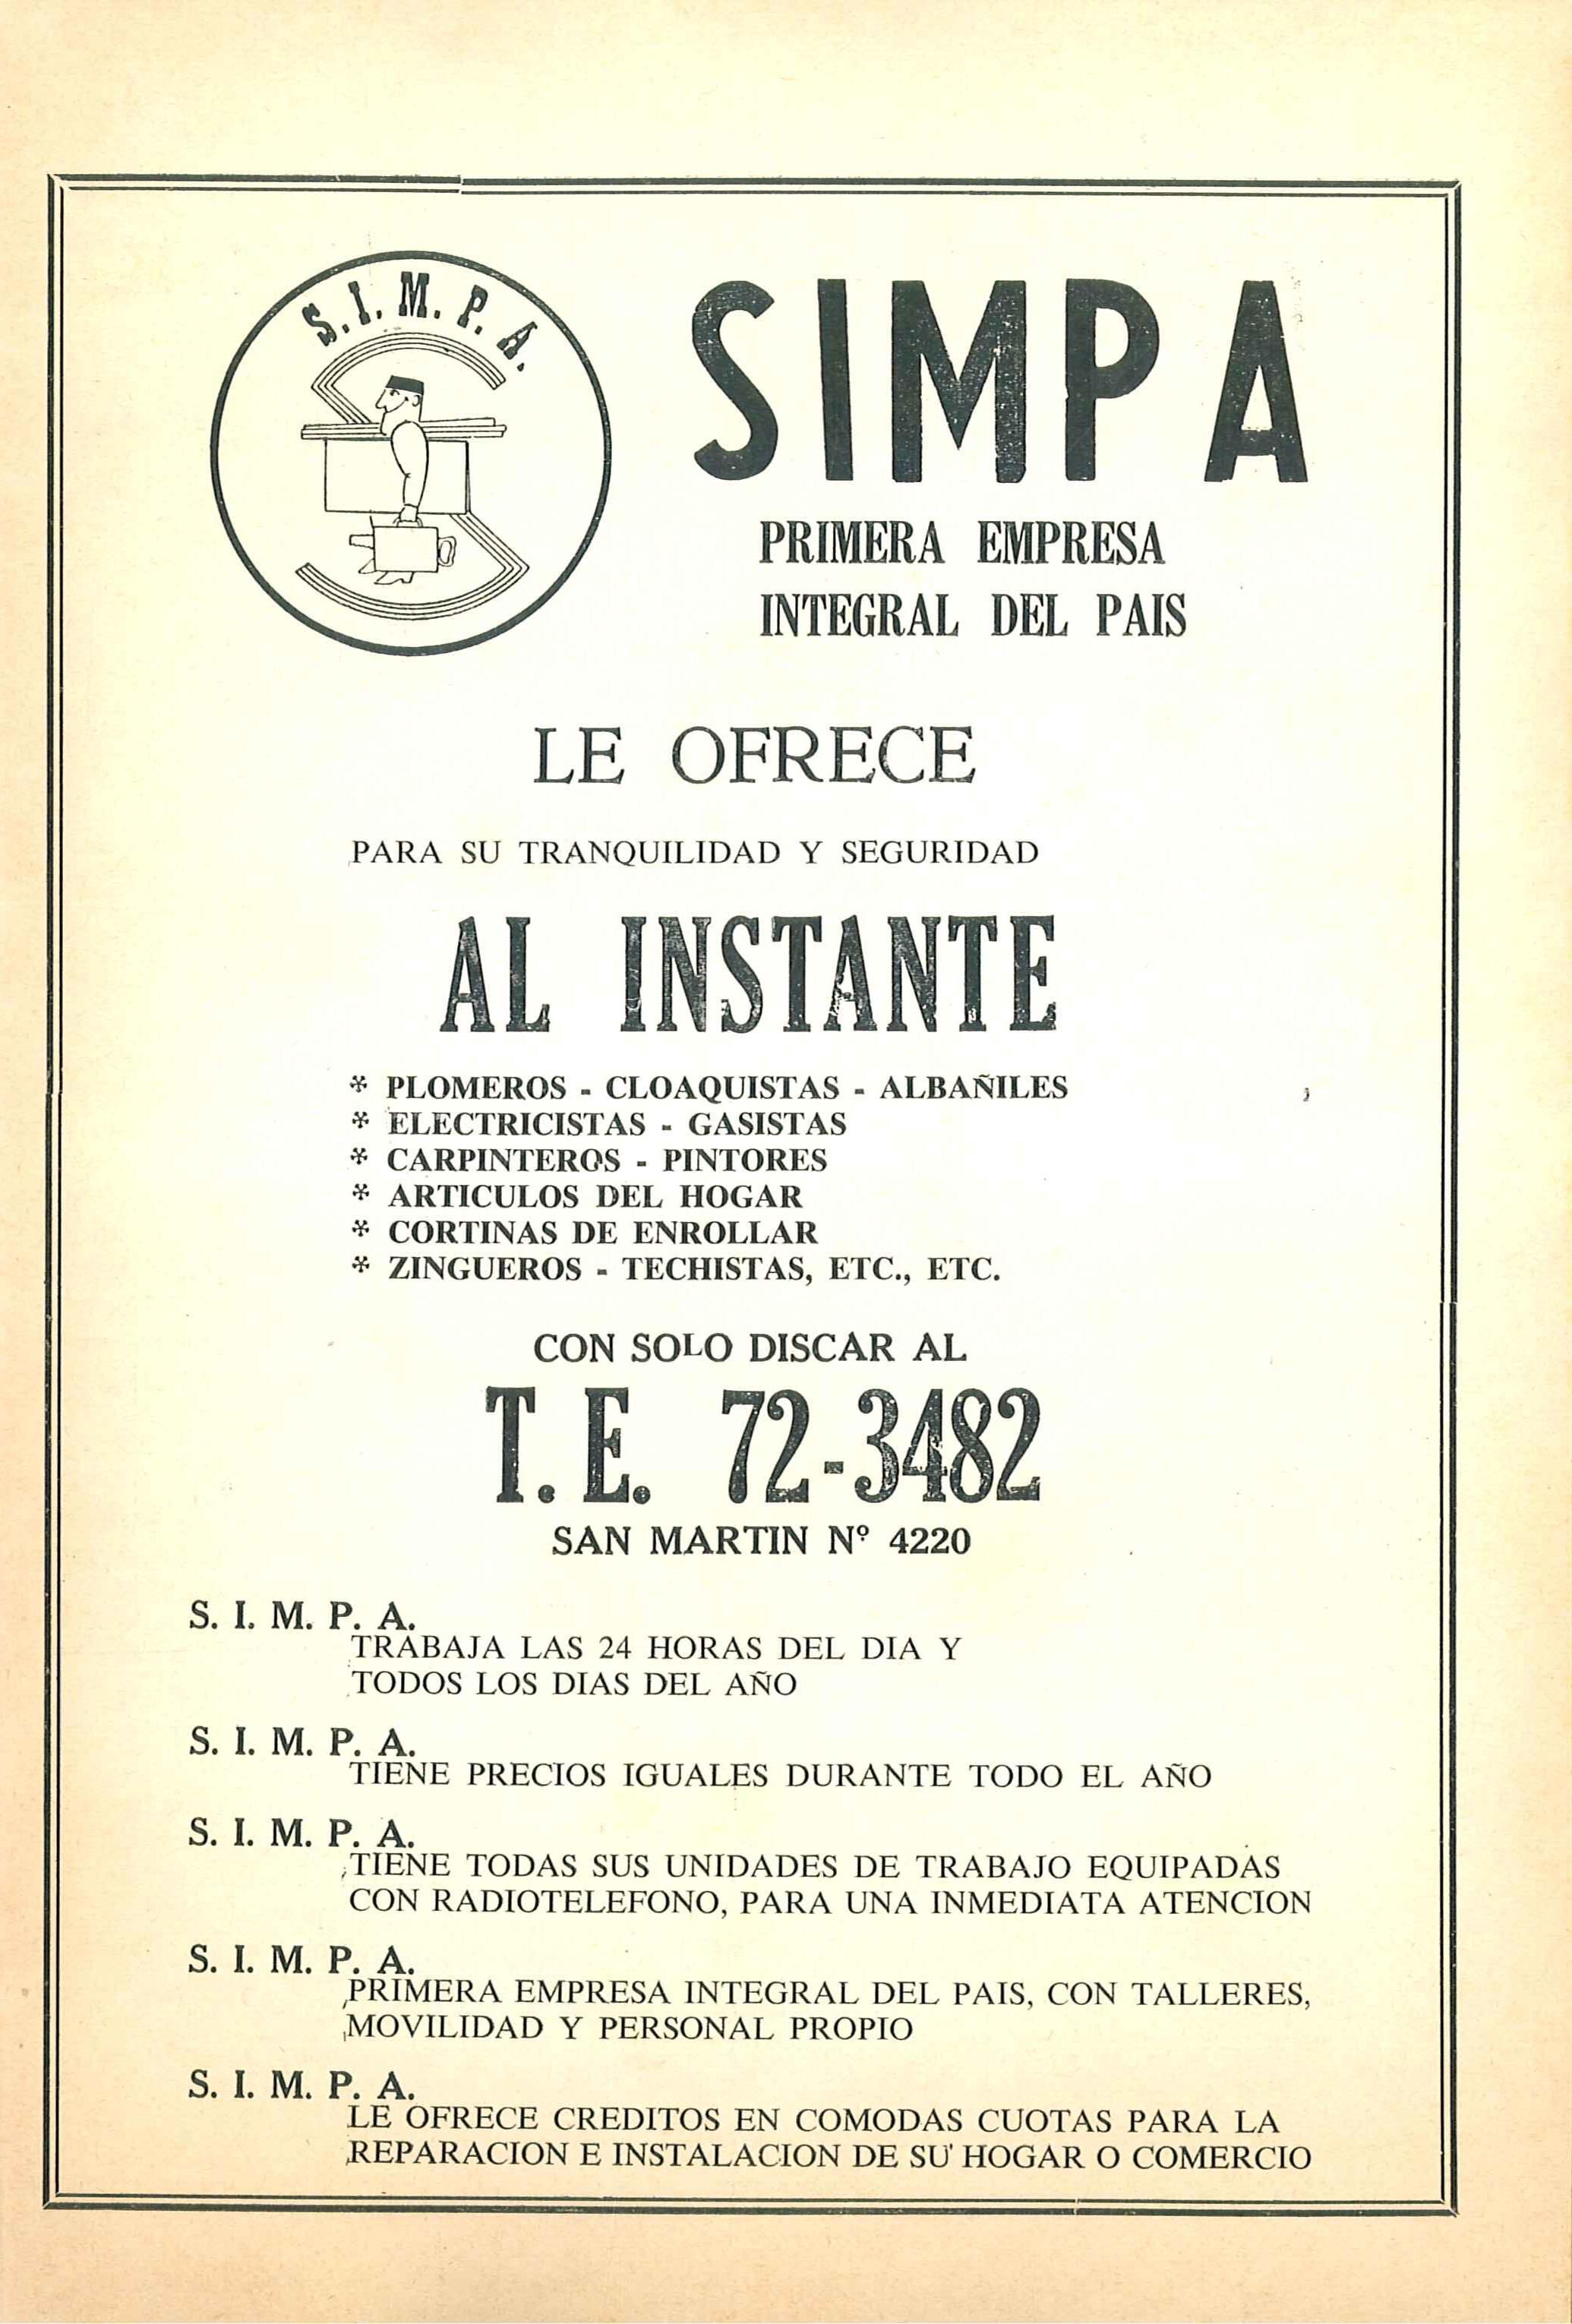 S. I. M. P. A.
SIMPA
PRIMERA EMPRESA
INTEGRAL DEL PAIS
LE OFRECE
PARA SU TRANQUILIDAD Y SEGURIDAD
AL INSTANTE
* PLOMEROS - CLOAQUISTAS - ALBAÑILES
* ELECTRICISTAS - GASISTAS
* CARPINTEROS - PINTORES
* ARTICULOS DEL HOGAR
* CORTINAS DE ENROLLAR
* ZINGUEROS - TECHISTAS, ETC., ETC.
CON SOLO DISCAR AL
T. E. 72-3482
SAN MARTIN Nº 4220
S. I. M. P. A.
TRABAJA LAS 24 HORAS DEL DIA Y
TODOS LOS DIAS DEL AÑO
S. I. M. P. A.
TIENE PRECIOS IGUALES DURANTE TODO EL AÑO
S. I. M. P. A.
TIENE TODAS SUS UNIDADES DE TRABAJO EQUIPADAS
CON RADIOTELEFONO, PARA UNA INMEDIATA ATENCION
S. I. M. P. A.
PRIMERA EMPRESA INTEGRAL DEL PAIS, CON TALLERES,
MOVILIDAD Y PERSONAL PROPIO
S. I. M. P. A.
LE OFRECE CREDITOS EN COMODAS CUOTAS PARA LA
REPARACION E INSTALACION DE SU HOGAR O COMERCIO